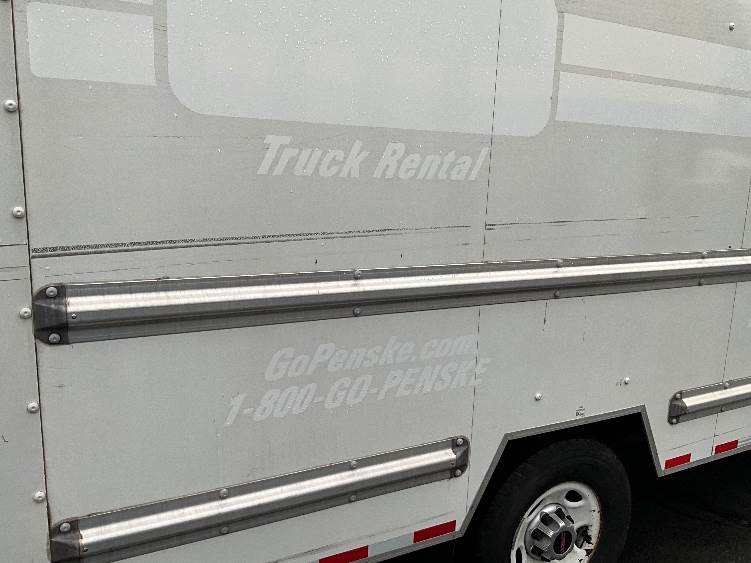 Truck Rental
GoPenske.com
1-800-GO-PENSKE